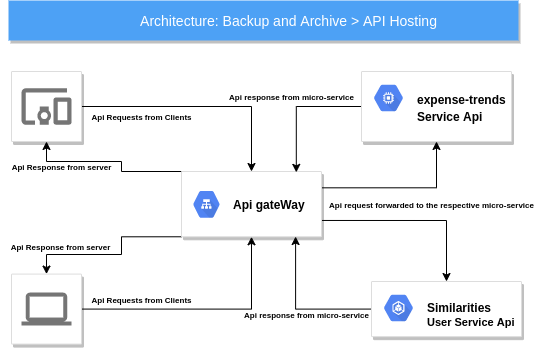 Architecture: Backup and Archive > API Hosting
Api response from micro-service
expense-trends
Service Api
Api Requests from Clients
Api Response from server
Api gateWay
Api request forwarded to the respective micro-service
Api Response from server
Api Requests from Clients
Api response from micro-service
Similarities
User Service Api